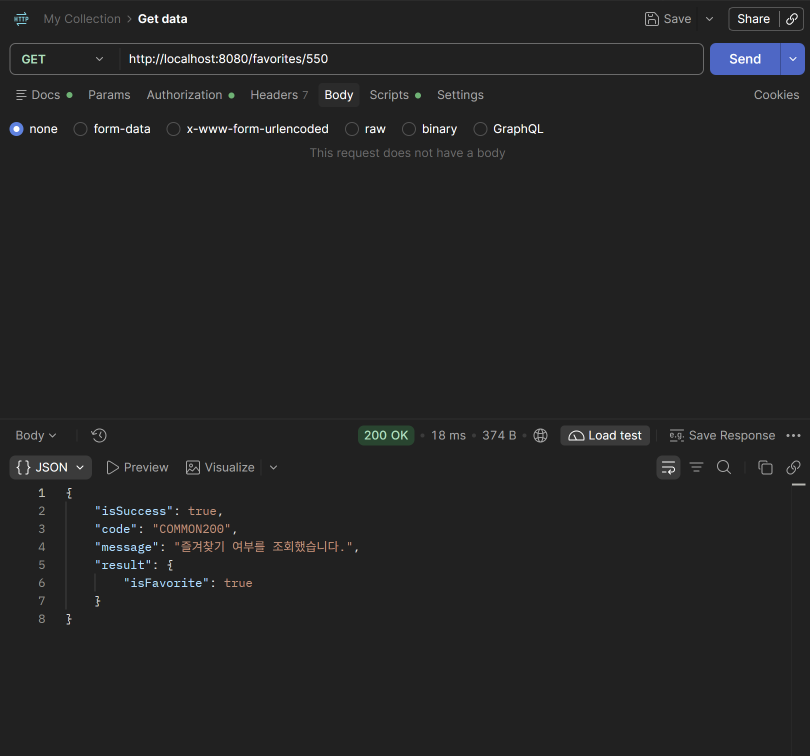 HTTP My Collection > Get data Save Share
GET http://localhost:8080/favorites/550 Send
Docs Params Authorization Headers 7 Body Scripts Settings Cookies
none form-data x-www-form-urlencoded raw binary GraphQL
This request does not have a body
Body 200 OK • 18 ms • 374 B • Load test e.g. Save Response
{} JSON Preview Visualize
1 {
2 "isSuccess": true,
3 "code": "COMMON200",
4 "message": "즐겨찾기 여부를 조회했습니다.",
5 "result": {
6 "isFavorite": true
7 }
8 }